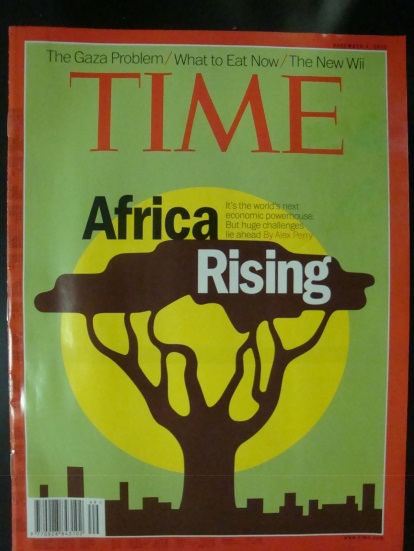 The Gaza Problem/What to Eat Now/The New Wii
TIME
Africa
It's the world's next
economic powerhouse.
But huge challenges
lie ahead By Alex Perry
Rising